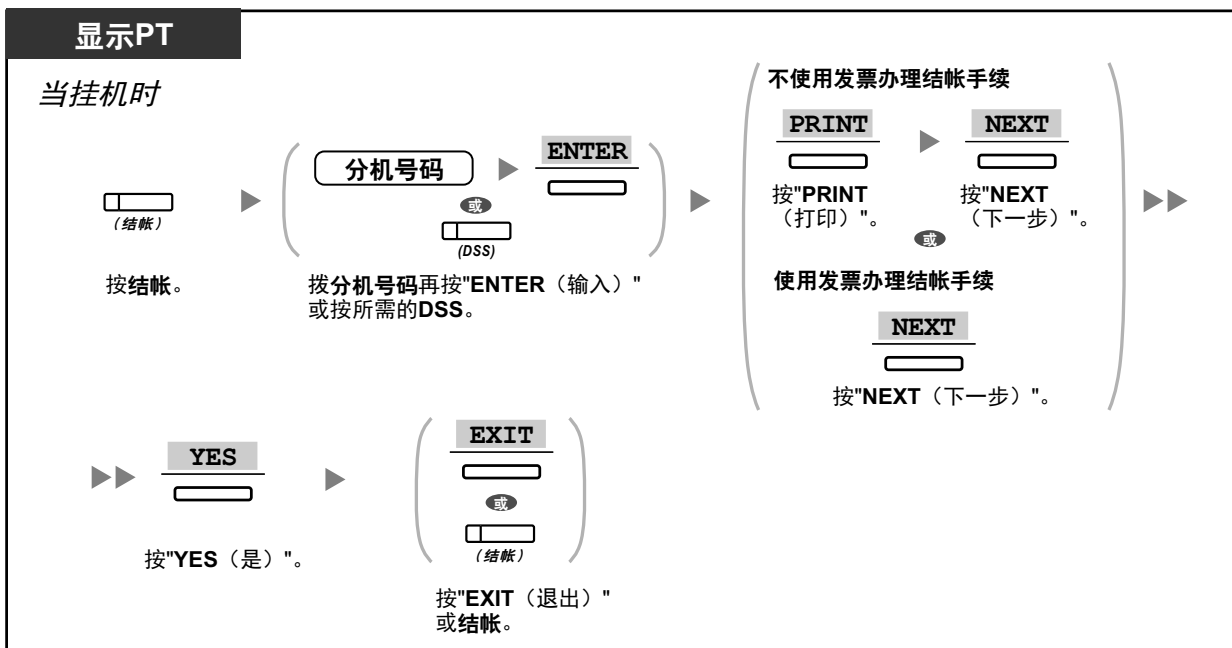 显示PT
当挂机时
(结帐)
按结帐。
分机号码
ENTER
或
(DSS)
拨分机号码再按"ENTER（输入）"
或按所需的DSS。
不使用发票办理结帐手续
PRINT
NEXT
按"PRINT
（打印）"。
按"NEXT
（下一步）"。
或
使用发票办理结帐手续
NEXT
按"NEXT（下一步）"。
YES
按"YES（是）"。
EXIT
或
(结帐)
按"EXIT（退出）"
或结帐。